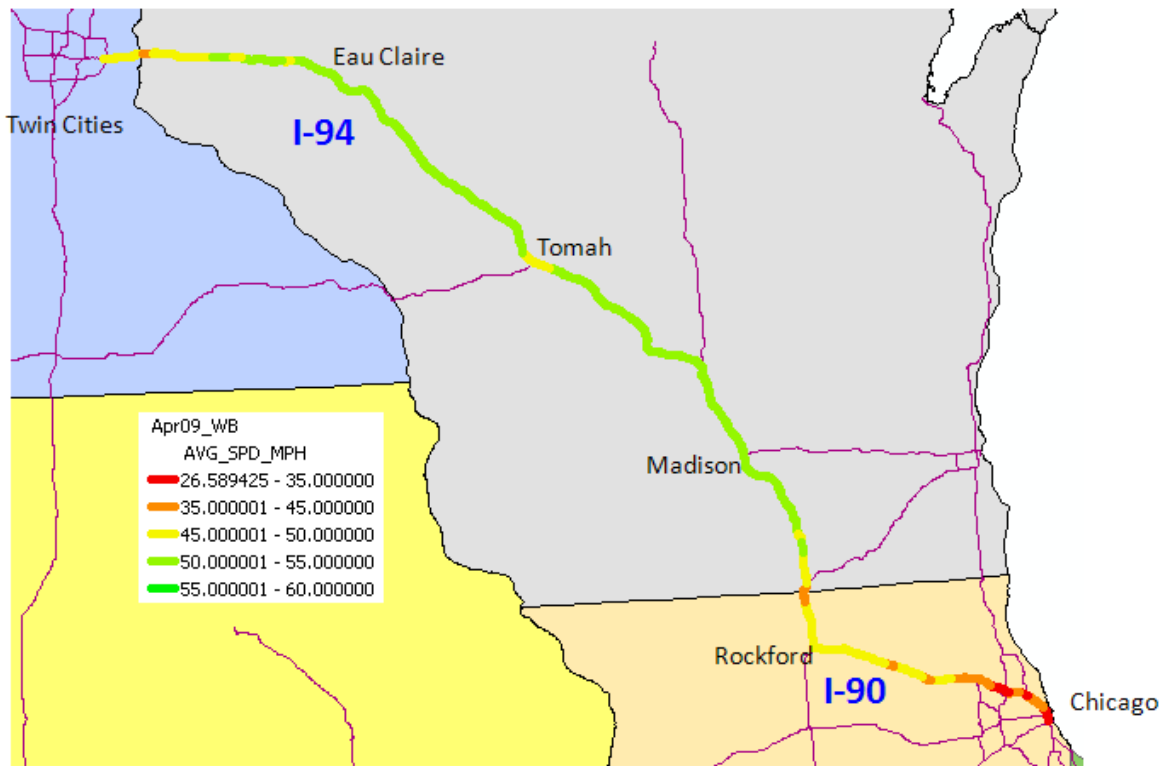 Eau Claire
Twin Cities
I-94
Tomah
Apr09_WB
AVG_SPD_MPH
26.589425 - 35.000000
35.000001 - 45.000000
45.000001 - 50.000000
50.000001 - 55.000000
55.000001 - 60.000000
Madison
Rockford
I-90
Chicago